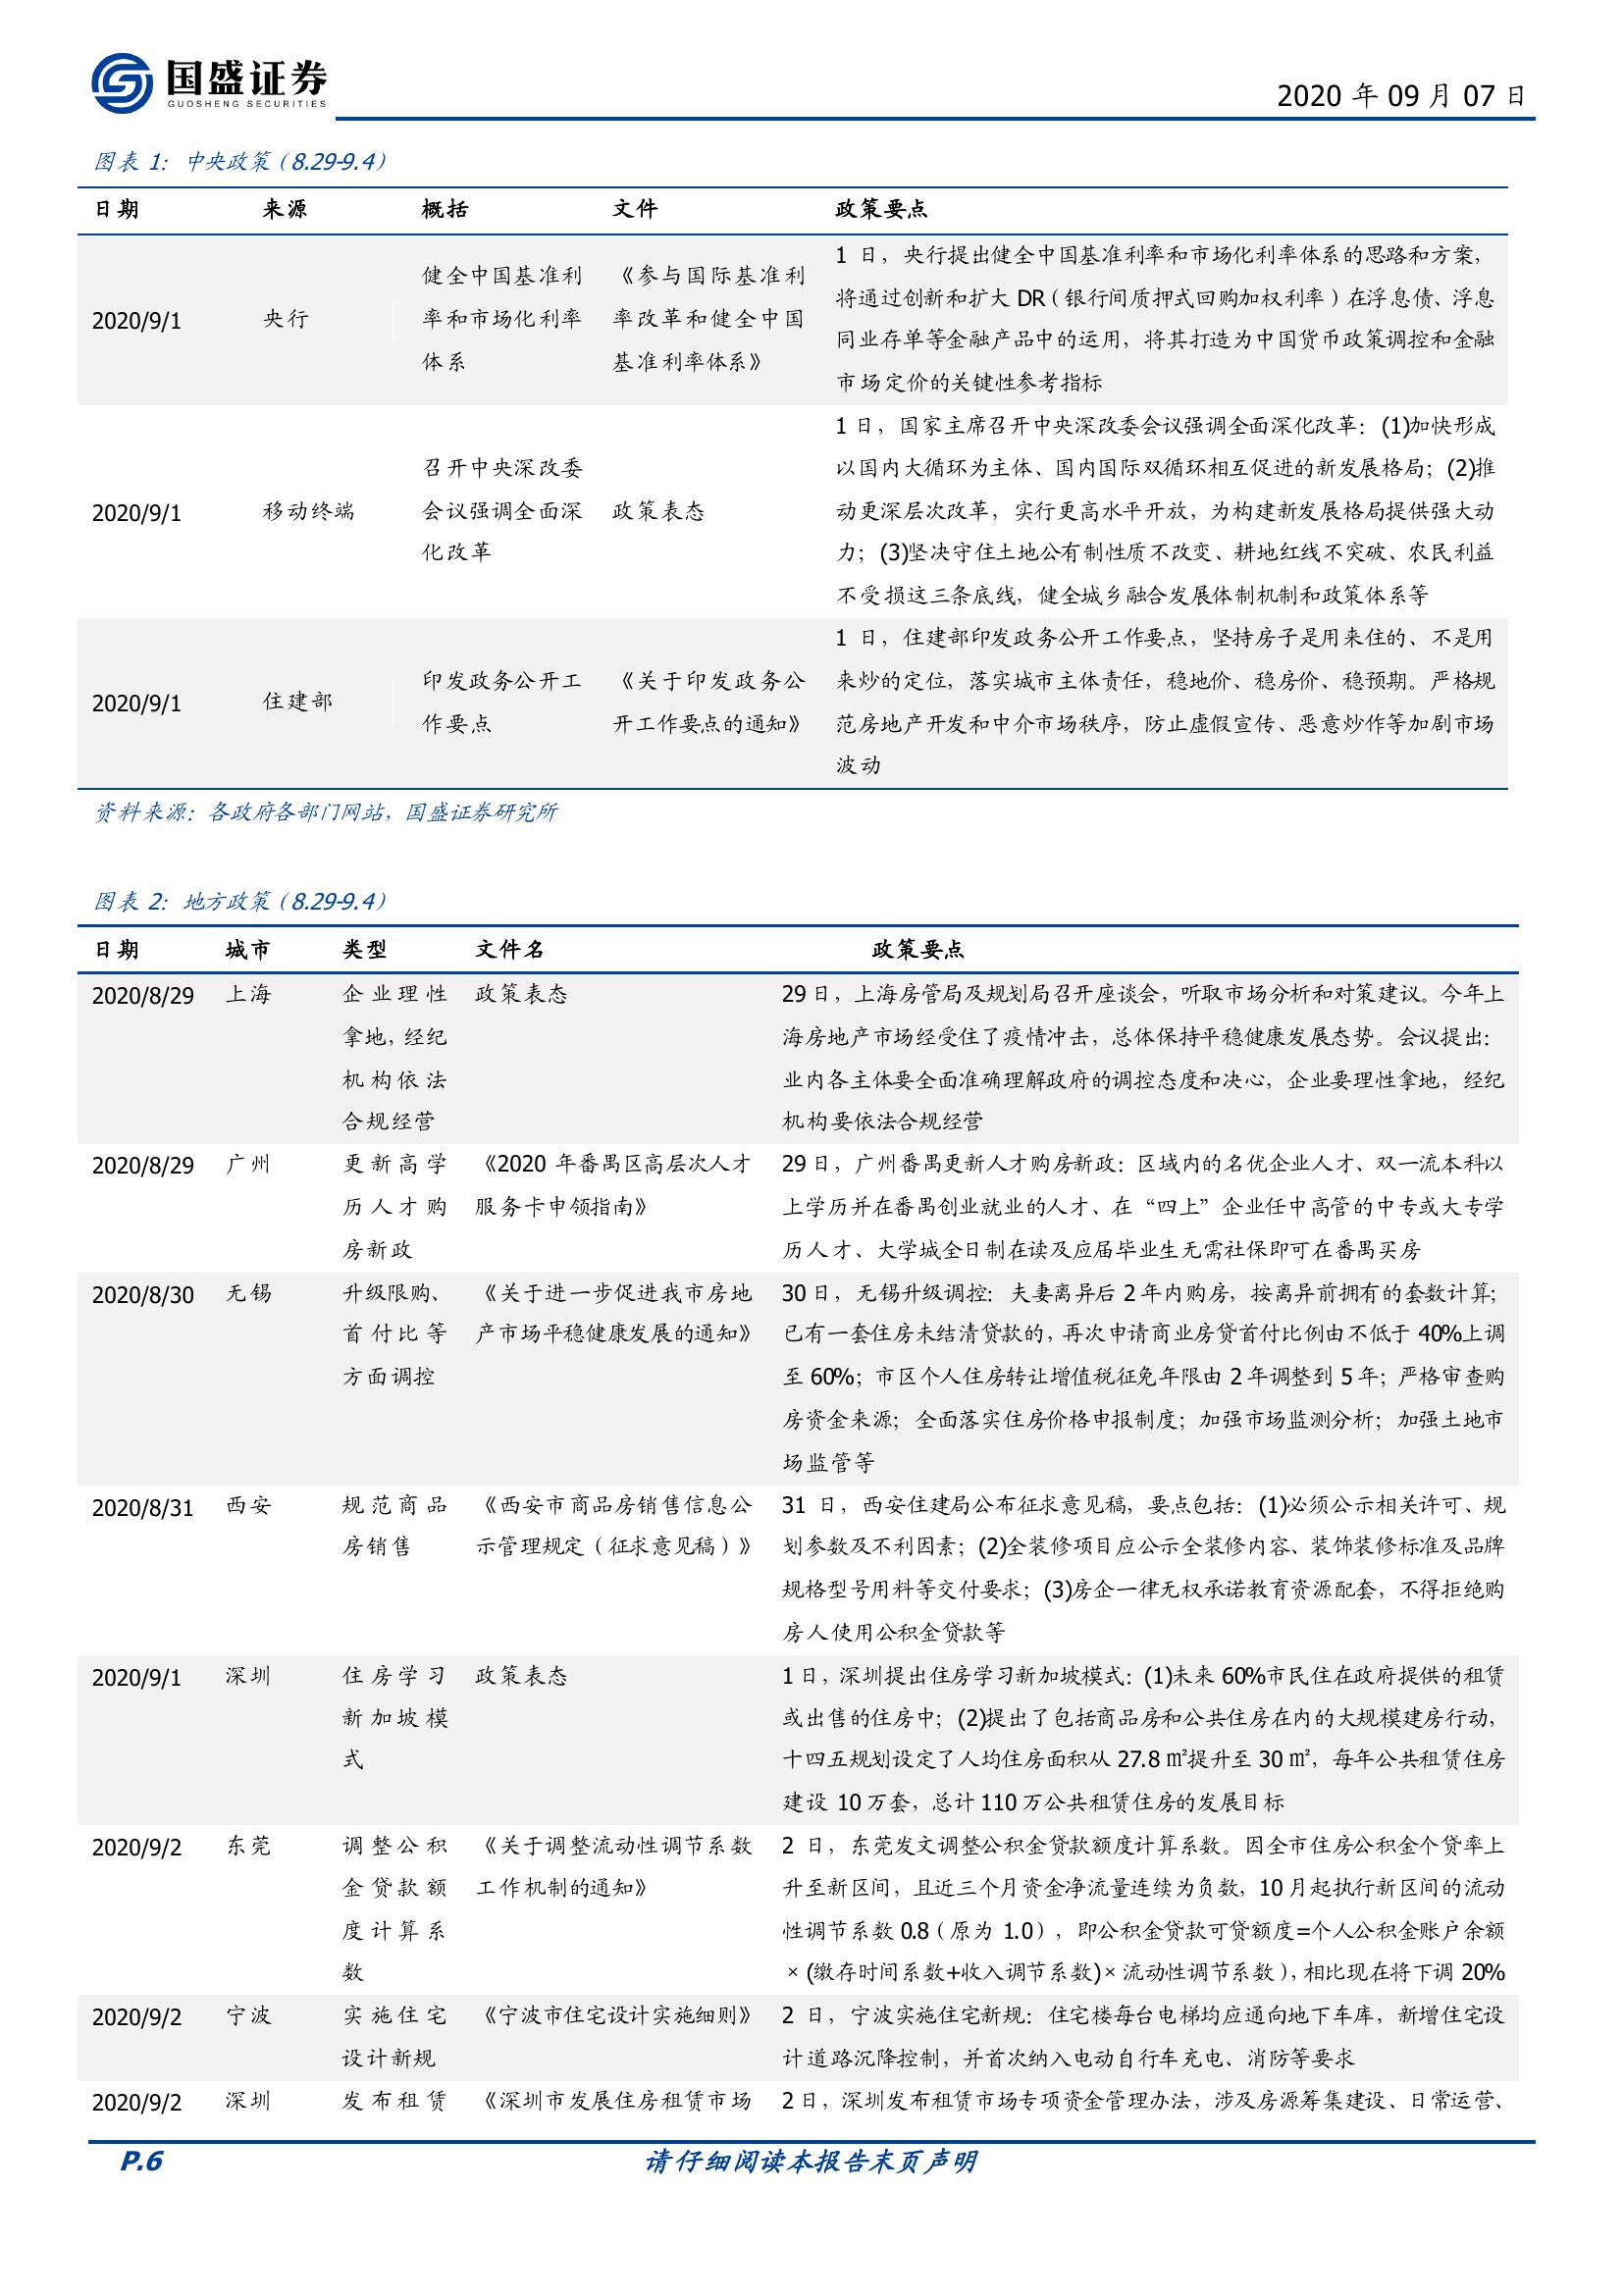 国盛证券
GUOSHENG SECURITIES
2020 年 09 月 07 日
图表 1：中央政策（8.29-9.4）
日期 来源 概括 文件 政策要点
2020/9/1 央行
健全中国基准利
率和市场化利率
体系
《参与国际基准利
率改革和健全中国
基准利率体系》
1 日，央行提出健全中国基准利率和市场化利率体系的思路和方案，
将通过创新和扩大 DR（银行间质押式回购加权利率）在浮息债、浮息
同业存单等金融产品中的运用，将其打造为中国货币政策调控和金融
市场定价的关键性参考指标
2020/9/1 移动终端
召开中央深改委
会议强调全面深
化改革
政策表态
1 日，国家主席召开中央深改委会议强调全面深化改革：(1)加快形成
以国内大循环为主体、国内国际双循环相互促进的新发展格局；(2)推
动更深层次改革，实行更高水平开放，为构建新发展格局提供强大动
力；(3)坚决守住土地公有制性质不改变、耕地红线不突破、农民利益
不受损这三条底线，健全城乡融合发展体制机制和政策体系等
2020/9/1 住建部
印发政务公开工
作要点
《关于印发政务公
开工作要点的通知》
1 日，住建部印发政务公开工作要点，坚持房子是用来住的、不是用
来炒的定位，落实城市主体责任，稳地价、稳房价、稳预期。严格规
范房地产开发和中介市场秩序，防止虚假宣传、恶意炒作等加剧市场
波动
资料来源：各政府各部门网站，国盛证券研究所
图表 2：地方政策（8.29-9.4）
日期 城市 类型 文件名 政策要点
2020/8/29 上海
企业理性
拿地，经纪
机构依法
合规经营
政策表态
29 日，上海房管局及规划局召开座谈会，听取市场分析和对策建议。今年上
海房地产市场经受住了疫情冲击，总体保持平稳健康发展态势。会议提出：
业内各主体要全面准确理解政府的调控态度和决心，企业要理性拿地，经纪
机构要依法合规经营
2020/8/29 广州
更新高学
历人才购
房新政
《2020 年番禺区高层次人才
服务卡申领指南》
29 日，广州番禺更新人才购房新政：区域内的名优企业人才、双一流本科以
上学历并在番禺创业就业的人才、在“四上”企业任中高管的中专或大专学
历人才、大学城全日制在读及应届毕业生无需社保即可在番禺买房
2020/8/30 无锡
升级限购、
首付比等
方面调控
《关于进一步促进我市房地
产市场平稳健康发展的通知》
30 日，无锡升级调控：夫妻离异后 2 年内购房，按离异前拥有的套数计算；
已有一套住房未结清贷款的，再次申请商业房贷首付比例由不低于 40%上调
至 60%；市区个人住房转让增值税征免年限由 2 年调整到 5 年；严格审查购
房资金来源；全面落实住房价格申报制度；加强市场监测分析；加强土地市
场监管等
2020/8/31 西安
规范商品
房销售
《西安市商品房销售信息公
示管理规定（征求意见稿）》
31 日，西安住建局公布征求意见稿，要点包括：(1)必须公示相关许可、规
划参数及不利因素；(2)全装修项目应公示全装修内容、装饰装修标准及品牌
规格型号用料等交付要求；(3)房企一律无权承诺教育资源配套，不得拒绝购
房人使用公积金贷款等
2020/9/1 深圳
住房学习
新加坡模
式
政策表态
1 日，深圳提出住房学习新加坡模式：(1)未来 60%市民住在政府提供的租赁
或出售的住房中；(2)提出了包括商品房和公共住房在内的大规模建房行动，
十四五规划设定了人均住房面积从 27.8 ㎡提升至 30 ㎡，每年公共租赁住房
建设 10 万套，总计 110 万公共租赁住房的发展目标
2020/9/2 东莞
调整公积
金贷款额
度计算系
数
《关于调整流动性调节系数
工作机制的通知》
2 日，东莞发文调整公积金贷款额度计算系数。因全市住房公积金个贷率上
升至新区间，且近三个月资金净流量连续为负数，10 月起执行新区间的流动
性调节系数 0.8（原为 1.0），即公积金贷款可贷额度=个人公积金账户余额
×(缴存时间系数+收入调节系数)×流动性调节系数），相比现在将下调 20%
2020/9/2 宁波
实施住宅
设计新规
《宁波市住宅设计实施细则》
2 日，宁波实施住宅新规：住宅楼每台电梯均应通向地下车库，新增住宅设
计道路沉降控制，并首次纳入电动自行车充电、消防等要求
2020/9/2 深圳 发布租赁 《深圳市发展住房租赁市场 2 日，深圳发布租赁市场专项资金管理办法，涉及房源筹集建设、日常运营、
P.6 请仔细阅读本报告末页声明